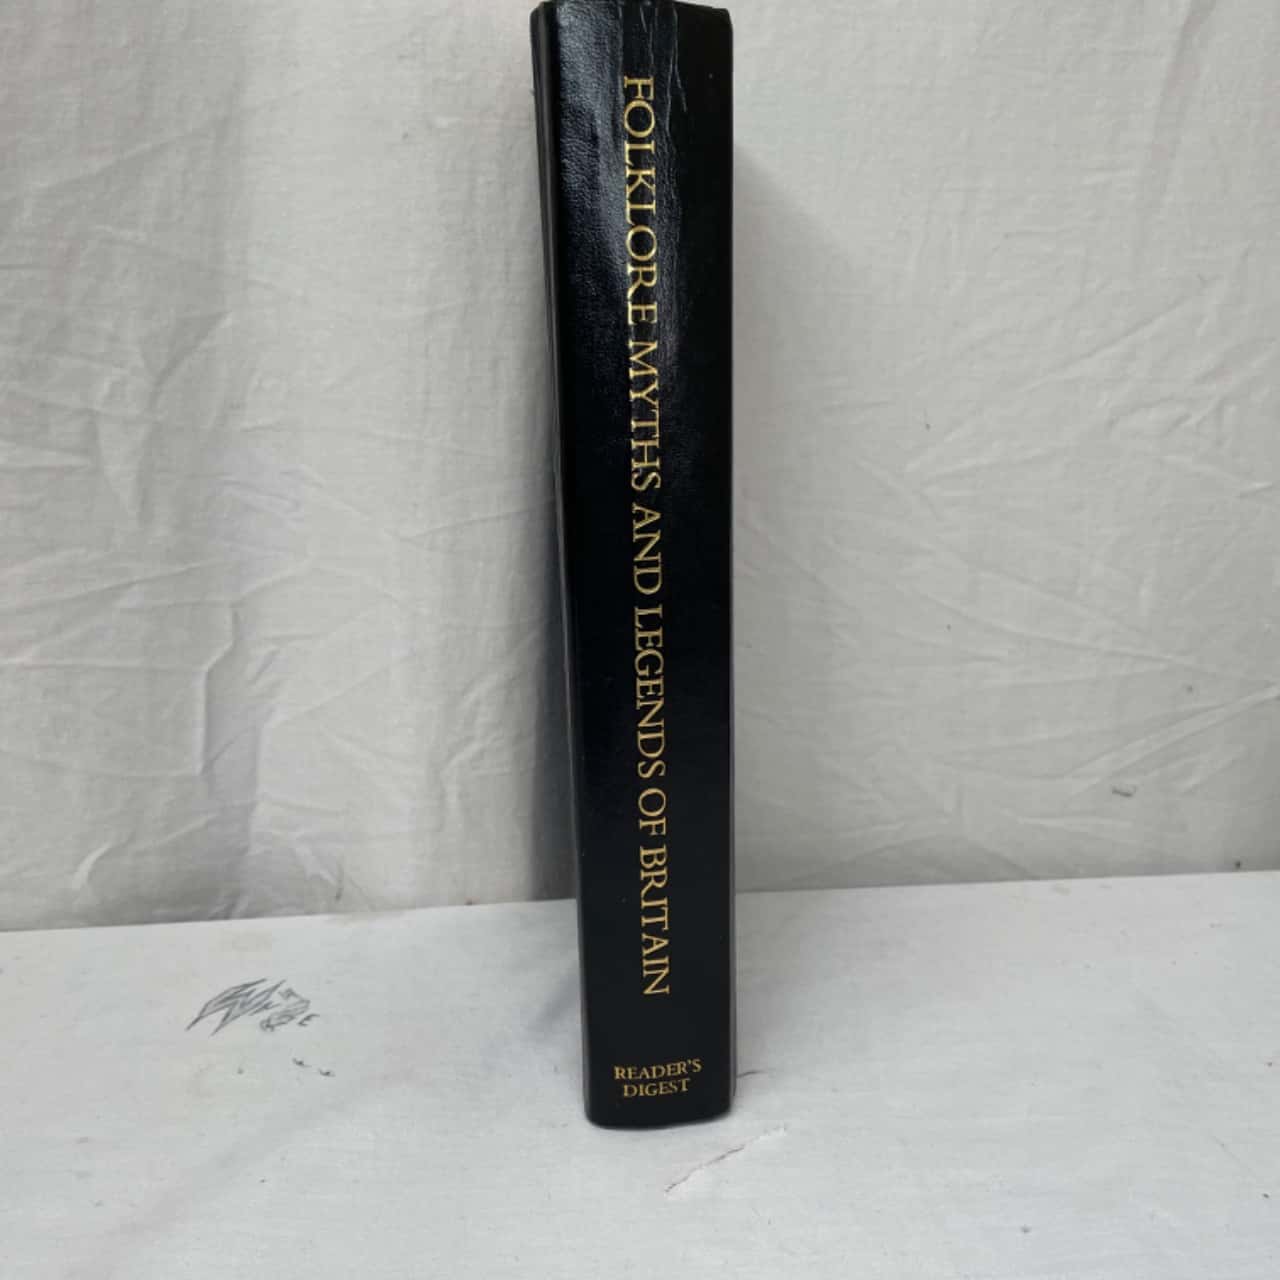 FOLKLORE MYTHS AND LEGENDS OF BRITAIN
READER'S
DIGEST